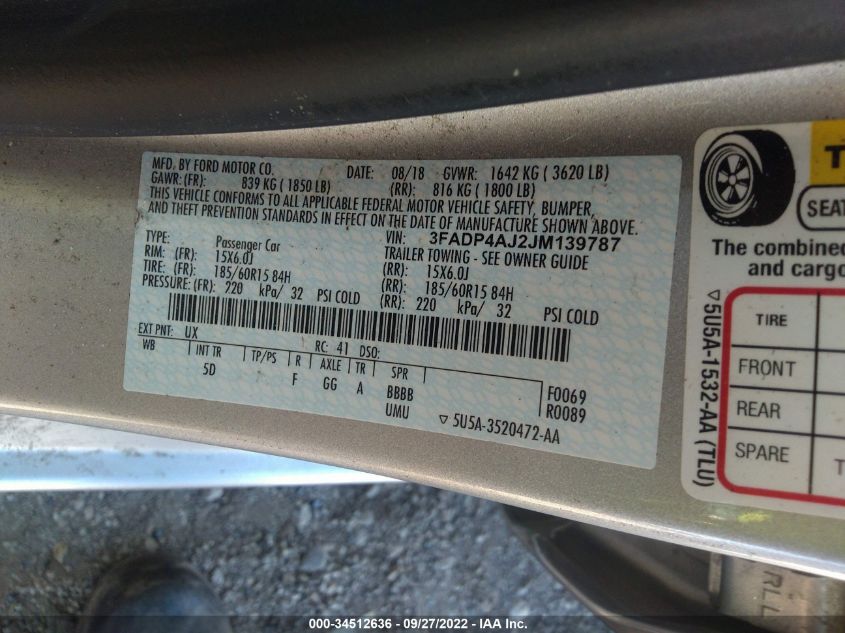 MFD. BY FORD MOTOR CO. DATE: 08/18 GVWR: 1642 KG ( 3620 LB)
GAWR: (FR): 839 KG ( 1850 LB) (RR): 816 KG ( 1800 LB)
THIS VEHICLE CONFORMS TO ALL APPLICABLE FEDERAL MOTOR VEHICLE SAFETY, BUMPER,
AND THEFT PREVENTION STANDARDS IN EFFECT ON THE DATE OF MANUFACTURE SHOWN ABOVE.
VIN: 3FADP4AJ2JM139787
TYPE: Passenger Car TRAILER TOWING - SEE OWNER GUIDE
RIM: (FR): 15X6.0J (RR): 15X6.0J
TIRE: (FR): 185/60R15 84H (RR): 185/60R15 84H
PRESSURE: (FR) 220 kPa/ 32 PSI COLD (RR): 220 kPa/ 32 PSI COLD
EXT PNT: UX RC: 41 DSO:
WB INT TR TP/PS R AXLE TR SPR
5D F GG A BBBB F0069
UMU R0089
▽ 5U5A-3520472-AA
SEAT
The combined
and cargo
TIRE
FRONT
REAR
SPARE
▽ 5U5A-1532-AA (TLU)
000-34512636 - 09/27/2022 - IAA Inc.